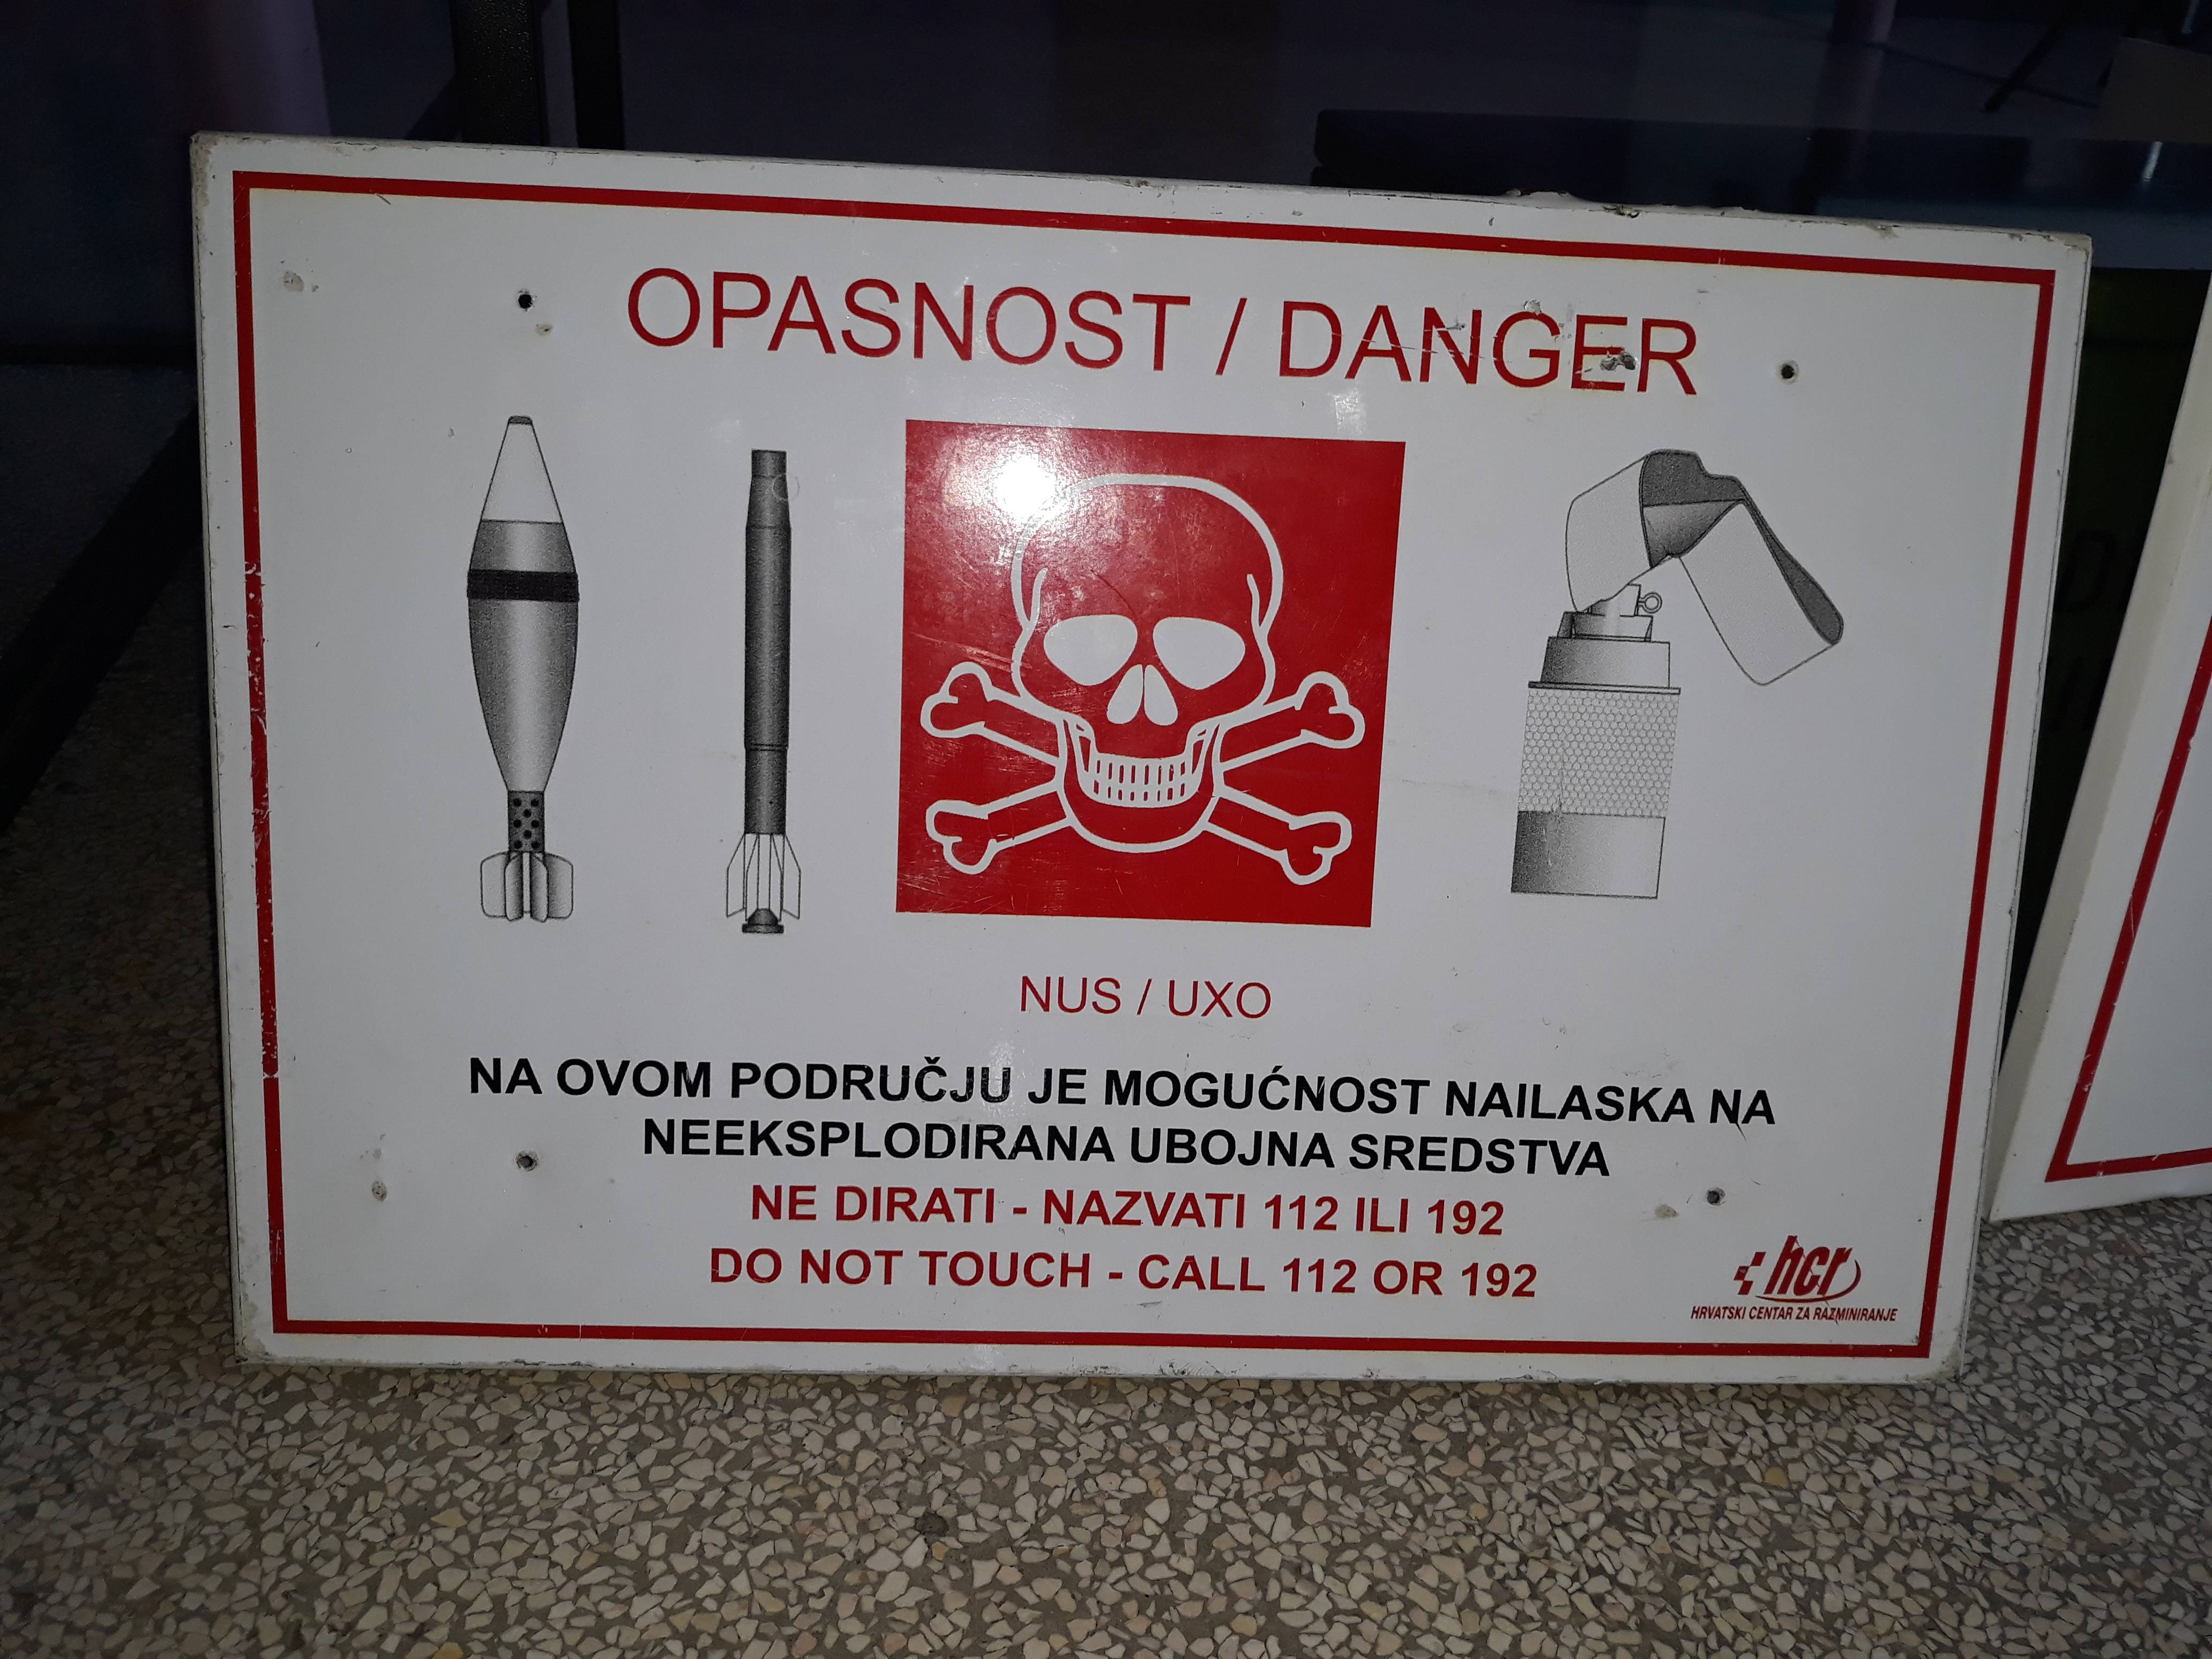 OPASNOST / DANGER
NUS / UXO
NA OVOM PODRUČJU JE MOGUĆNOST NAILASKA NA
NEEKSPLODIRANA UBOJNA SREDSTVA
NE DIRATI - NAZVATI 112 ILI 192
DO NOT TOUCH - CALL 112 OR 192
hcr
HRVATSKI CENTAR ZA RAZMINIRANJE